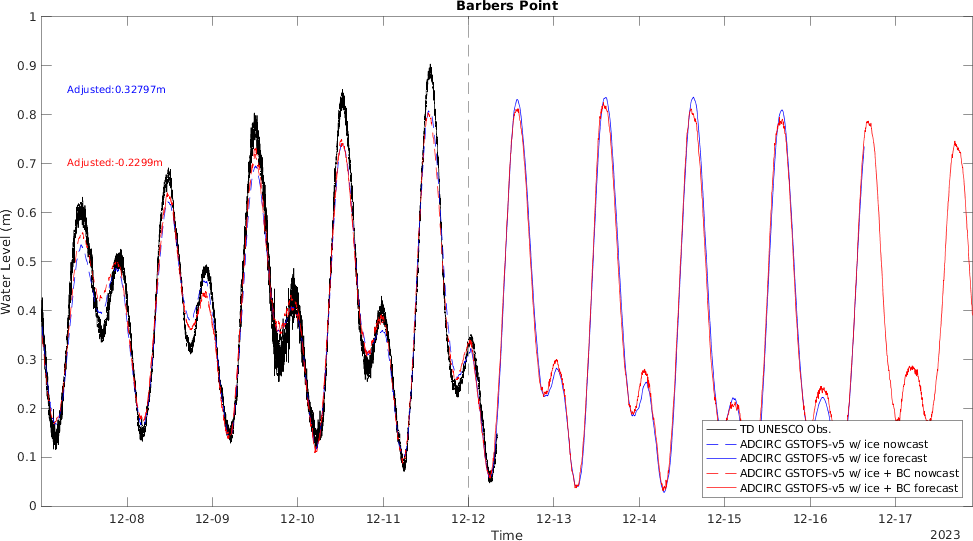 Barbers Point
1
0.9
0.8
0.7
0.6
0.5
0.4
0.3
0.2
0.1
0
Water Level (m)
Adjusted:0.32797m
Adjusted:-0.2299m
TD UNESCO Obs.
ADCIRC GSTOFS-v5 w/ ice nowcast
ADCIRC GSTOFS-v5 w/ ice forecast
ADCIRC GSTOFS-v5 w/ ice + BC nowcast
ADCIRC GSTOFS-v5 w/ ice + BC forecast
12-08 12-09 12-10 12-11 12-12 12-13 12-14 12-15 12-16 12-17
Time
2023